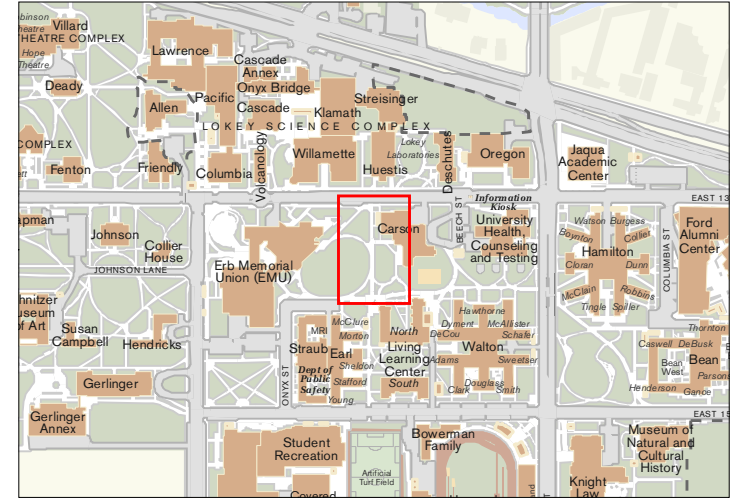 Villard
HEATRE COMPLEX
Hope
Theatre
Lawrence
Cascade
Annex
Deady
Pacific
Onyx Bridge
Allen
Cascade
Klamath
Streisinger
LOKEY SCIENCE COMPLEX
COMPLEX
Fenton
Friendly
Columbia
Volcanology
Willamette
Huestis
Lokey
Laboratories
Deschutes
Oregon
Jaqua
Academic
Center
EAST 13
Information
Kiosk
BEECH ST
University
Health,
Counseling
and Testing
Carson
Johnson
Collier
House
JOHNSON LANE
Erb Memorial
Union (EMU)
Watson
Burgess
Boynton
Collier
Hamilton
Cloran
Dunn
McClain
Robbins
Tingle
Spiller
COLUMBIA ST
Ford
Alumni
Center
Susan
Campbell
Hendricks
of Art
Gerlinger
Gerlinger
Annex
ONYX ST
MRI
McClure
Morton
Straub
Earl
Sheldon
Dept of
Public
Safety
Stafford
Young
North
Living
Learning
Center
South
Hawthorne
Dyment
McAllister
DeCou
Schafer
Walton
Adams
Sweetser
Douglass
Clark
Smith
Thornton
Caswell
DeBusk
Bean
West
Bean
Parson
Henderson
Ganoe
EAST 15
Student
Recreation
Covered
Artificial
Turf Field
Bowerman
Family
Museum of
Natural and
Cultural
History
Knight
Law